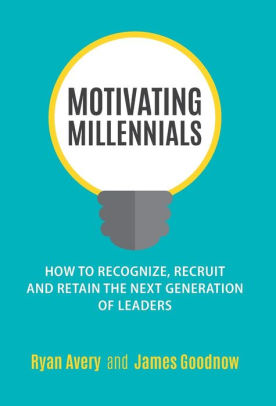 MOTIVATING
MILLENNIALS
HOW TO RECOGNIZE, RECRUIT
AND RETAIN THE NEXT GENERATION
OF LEADERS
Ryan Avery and James Goodnow